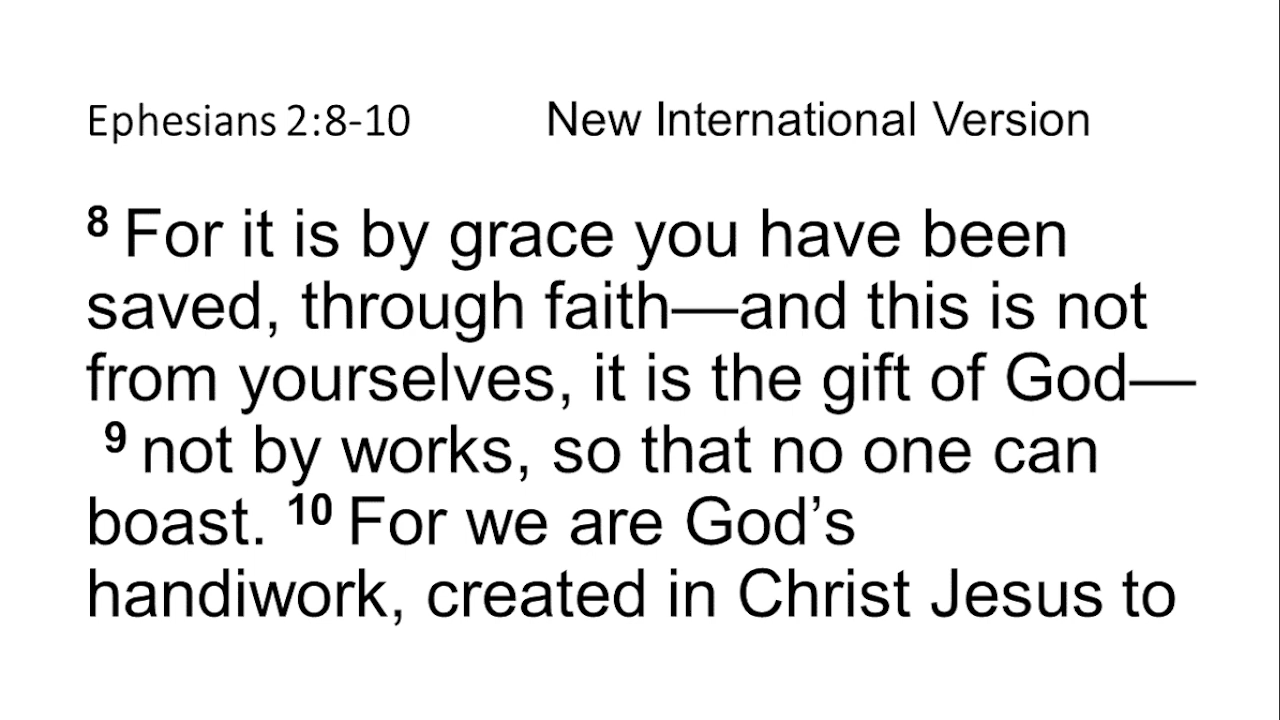 Ephesians 2:8-10 New International Version
8 For it is by grace you have been
saved, through faith—and this is not
from yourselves, it is the gift of God—
9 not by works, so that no one can
boast. 10 For we are God’s
handiwork, created in Christ Jesus to